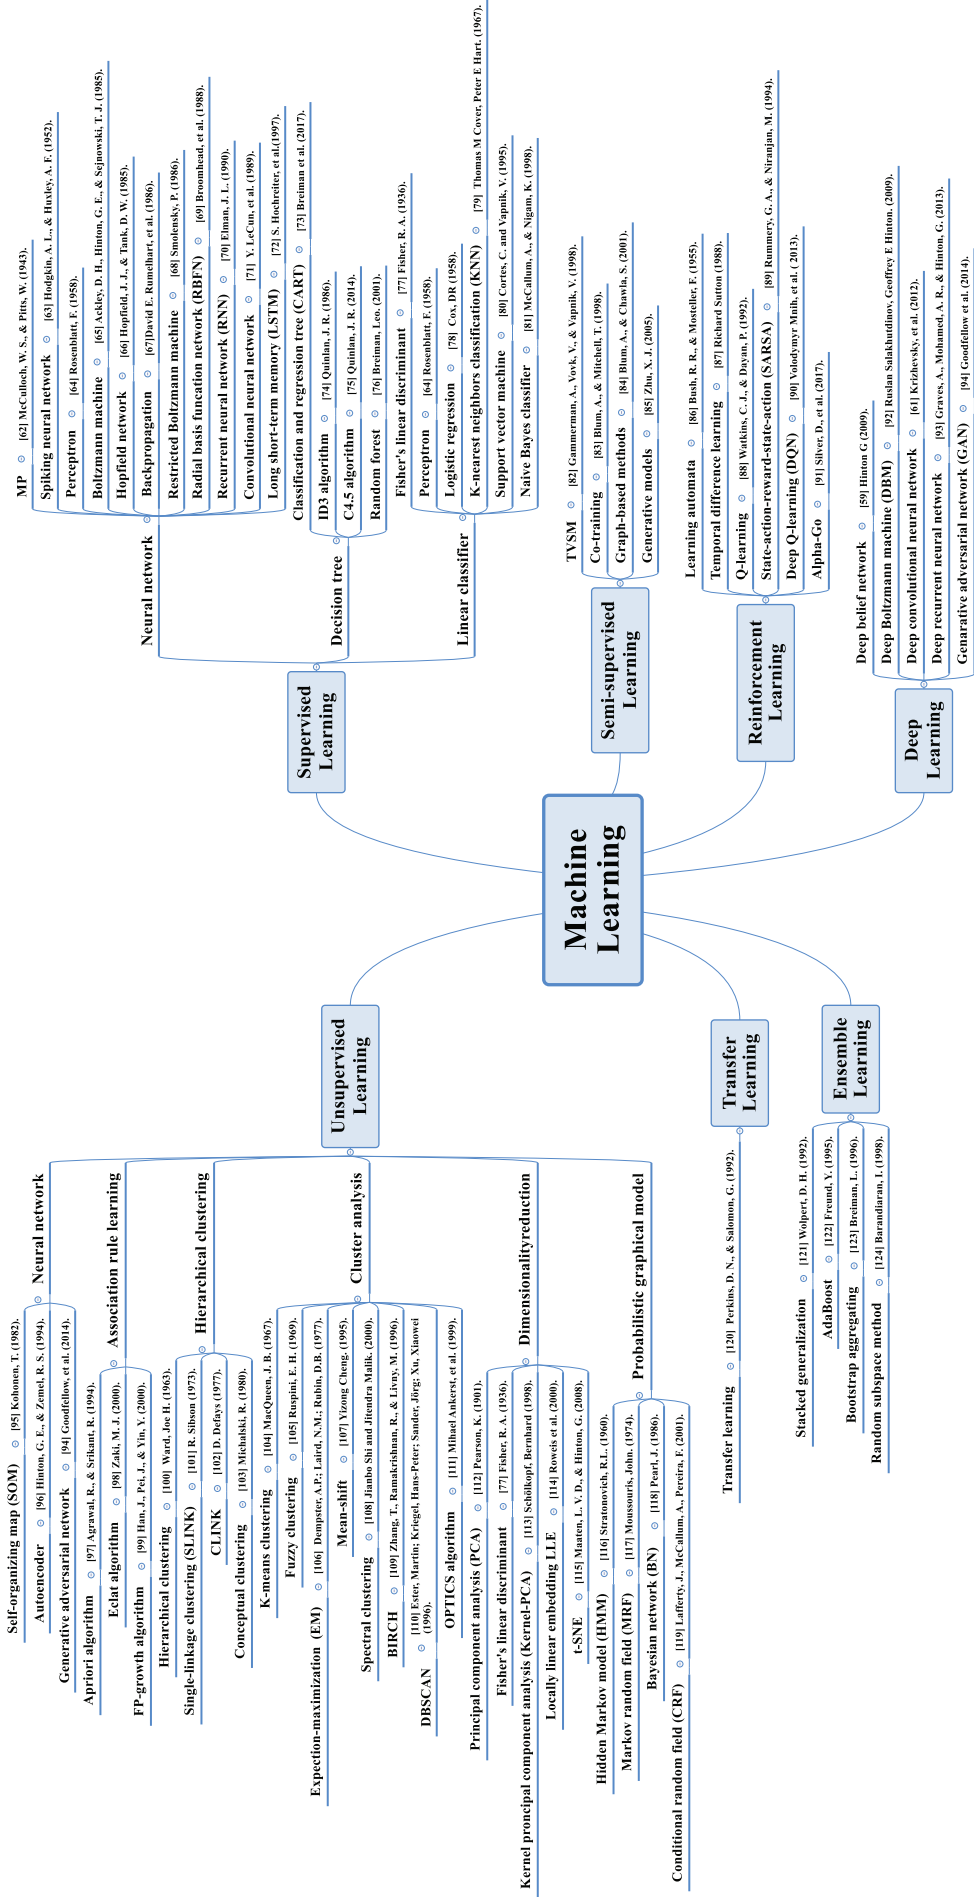 Machine
Learning
Supervised
Learning
Neural network
MP [62] McCulloch, W. S., & Pitts, W. (1943).
Spiking neural network [63] Hodgkin, A. L., & Huxley, A. F. (1952).
Perceptron [64] Rosenblatt, F. (1958).
Boltzmann machine [65] Ackley, D. H., Hinton, G. E., & Sejnowski, T. J. (1985).
Hopfield network [66] Hopfield, J. J., & Tank, D. W. (1985).
Backpropagation [67]David E. Rumelhart, et al. (1986).
Restricted Boltzmann machine [68] Smolensky, P. (1986).
Radial basis funcation network (RBFN) [69] Broomhead, et al. (1988).
Recurrent neural network (RNN) [70] Elman, J. L. (1990).
Convolutional neural network [71] Y. LeCun, et al. (1989).
Long short-term memory (LSTM) [72] S. Hochreiter, et al.(1997).
Decision tree
Classification and regression tree (CART) [73] Breiman et al. (2017).
ID3 algorithm [74] Quinlan, J. R. (1986).
C4.5 algorithm [75] Quinlan, J. R. (2014).
Random forest [76] Breiman, Leo. (2001).
Linear classifier
Fisher's linear discriminant [77] Fisher, R. A. (1936).
Perceptron [64] Rosenblatt, F. (1958).
Logistic regression [78] Cox, DR (1958).
K-nearest neighbors classification (KNN) [79] Thomas M Cover, Peter E Hart. (1967).
Support vector machine [80] Cortes, C. and Vapnik, V. (1995).
Naive Bayes classifier [81] McCallum, A., & Nigam, K. (1998).
Semi-supervised
Learning
TVSM [82] Gammerman, A., Vovk, V., & Vapnik, V. (1998).
Co-training [83] Blum, A., & Mitchell, T. (1998).
Graph-based methods [84] Blum, A., & Chawla, S. (2001).
Generative models [85] Zhu, X. J. (2005).
Reinforcement
Learning
Learning automata [86] Bush, R. R., & Mosteller, F. (1955).
Temporal difference learning [87] Richard Sutton (1988).
Q-learning [88] Watkins, C. J., & Dayan, P. (1992).
State-action-reward-state-action (SARSA) [89] Rummery, G. A., & Niranjan, M. (1994).
Deep Q-learning (DQN) [90] Volodymyr Mnih, et al. ( 2013).
Alpha-Go [91] Silver, D., et al. (2017).
Deep
Learning
Deep belief network [59] Hinton G (2009).
Deep Boltzmann machine (DBM) [92] Ruslan Salakhutdinov, Geoffrey E Hinton. (2009).
Deep convolutional neural network [61] Krizhevsky, et al. (2012).
Deep recurrent neural network [93] Graves, A., Mohamed, A. R., & Hinton, G. (2013).
Genarative adversarial network (GAN) [94] Goodfellow et al. (2014).
Unsupervised
Learning
Neural network
Self-organizing map (SOM) [95] Kohonen, T. (1982).
Autoencoder [96] Hinton, G. E., & Zemel, R. S. (1994).
Generative adversarial network [94] Goodfellow, et al. (2014).
Association rule learning
Apriori algorithm [97] Agrawal, R., & Srikant, R. (1994).
Eclat algorithm [98] Zaki, M. J. (2000).
FP-growth algorithm [99] Han, J., Pei, J., & Yin, Y. (2000).
Hierarchical clustering
Hierarchical clustering [100] Ward, Joe H. (1963).
Single-linkage clustering (SLINK) [101] R. Sibson (1973).
CLINK [102] D. Defays (1977).
Conceptual clustering [103] Michalski, R. (1980).
Cluster analysis
K-means clustering [104] MacQueen, J. B. (1967).
Fuzzy clustering [105] Ruspini, E. H. (1969).
Expection-maximization (EM) [106] Dempster, A.P.; Laird, N.M.; Rubin, D.B. (1977).
Mean-shift [107] Yizong Cheng. (1995).
Spectral clustering [108] Jianbo Shi and Jitendra Malik. (2000).
BIRCH [109] Zhang, T., Ramakrishnan, R., & Livny, M. (1996).
DBSCAN [110] Ester, Martin; Kriegel, Hans-Peter; Sander, Jörg; Xu, Xiaowei
(1996).
OPTICS algorithm [111] Mihael Ankerst, et al. (1999).
Dimensionalityreduction
Principal component analysis (PCA) [112] Pearson, K. (1901).
Fisher's linear discriminant [77] Fisher, R. A. (1936).
Kernel proncipal component analysis (Kernel-PCA) [113] Schölkopf, Bernhard (1998).
Locally linear embedding LLE [114] Roweis et al. (2000).
t-SNE [115] Maaten, L. V. D., & Hinton, G. (2008).
Probabilistic graphical model
Hidden Markov model (HMM) [116] Stratonovich, R.L.. (1960).
Markov random field (MRF) [117] Moussouris, John. (1974).
Bayesian network (BN) [118] Pearl, J. (1986).
Conditional random field (CRF) [119] Lafferty, J., McCallum, A., Pereira, F. (2001).
Transfer
Learning
Transfer learning [120] Perkins, D. N., & Salomon, G. (1992).
Ensemble
Learning
Stacked generalization [121] Wolpert, D. H. (1992).
AdaBoost [122] Freund, Y. (1995).
Bootstrap aggregating [123] Breiman, L. (1996).
Random subspace method [124] Barandiaran, I. (1998).